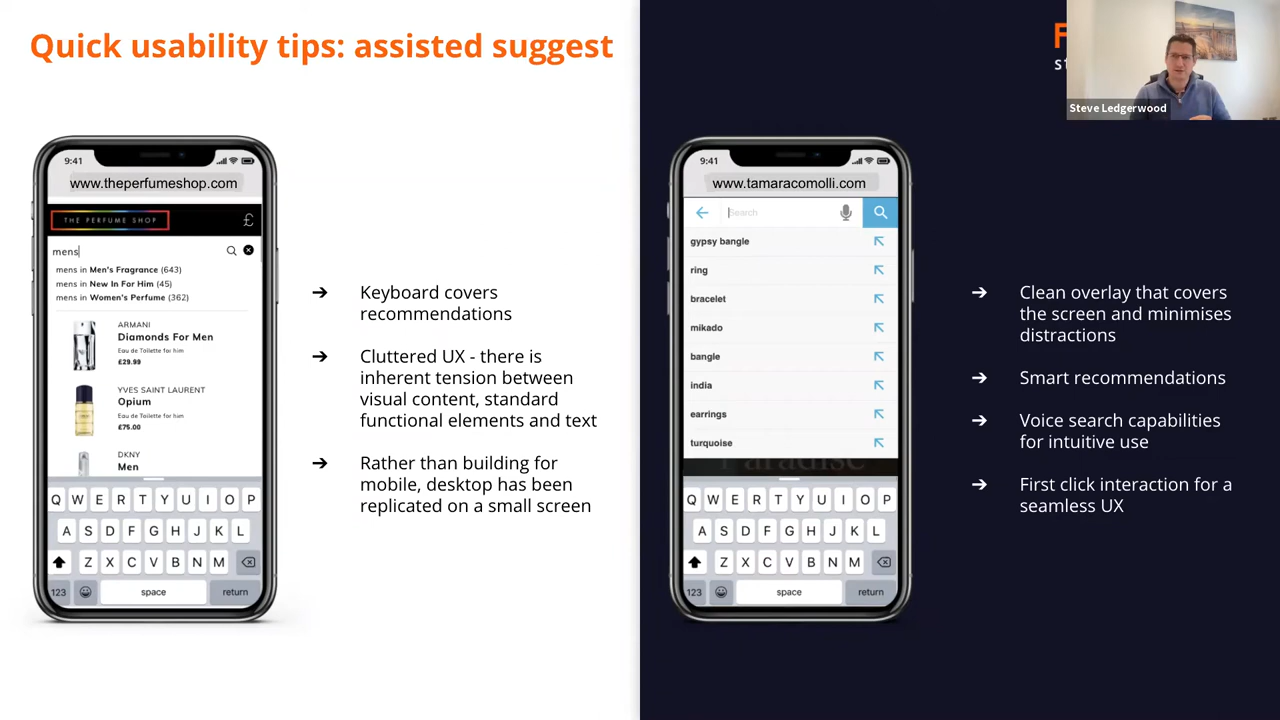 Quick usability tips: assisted suggest
F
st
Steve Ledgerwood
9:41
www.theperfumeshop.com
THE PERFUME SHOP
£
mens
mens in Men's Fragrance (643)
mens in New In For Him (45)
mens in Women's Perfume (362)
ARMANI
Diamonds For Men
Eau de Toilette for him
£29.99
YVES SAINT LAURENT
Opium
Eau de Toilette for him
£75.00
DKNY
Men
Q W E R T Y U I O P
A S D F G H J K L
Z X C V B N M
123 space return
➔ Keyboard covers
recommendations
➔ Cluttered UX - there is
inherent tension between
visual content, standard
functional elements and text
➔ Rather than building for
mobile, desktop has been
replicated on a small screen
9:41
www.tamaracomolli.com
Search
gypsy bangle
ring
bracelet
mikado
bangle
india
earrings
turquoise
Paradise
Q W E R T Y U I O P
A S D F G H J K L
Z X C V B N M
123 space return
➔ Clean overlay that covers
the screen and minimises
distractions
➔ Smart recommendations
➔ Voice search capabilities
for intuitive use
➔ First click interaction for a
seamless UX